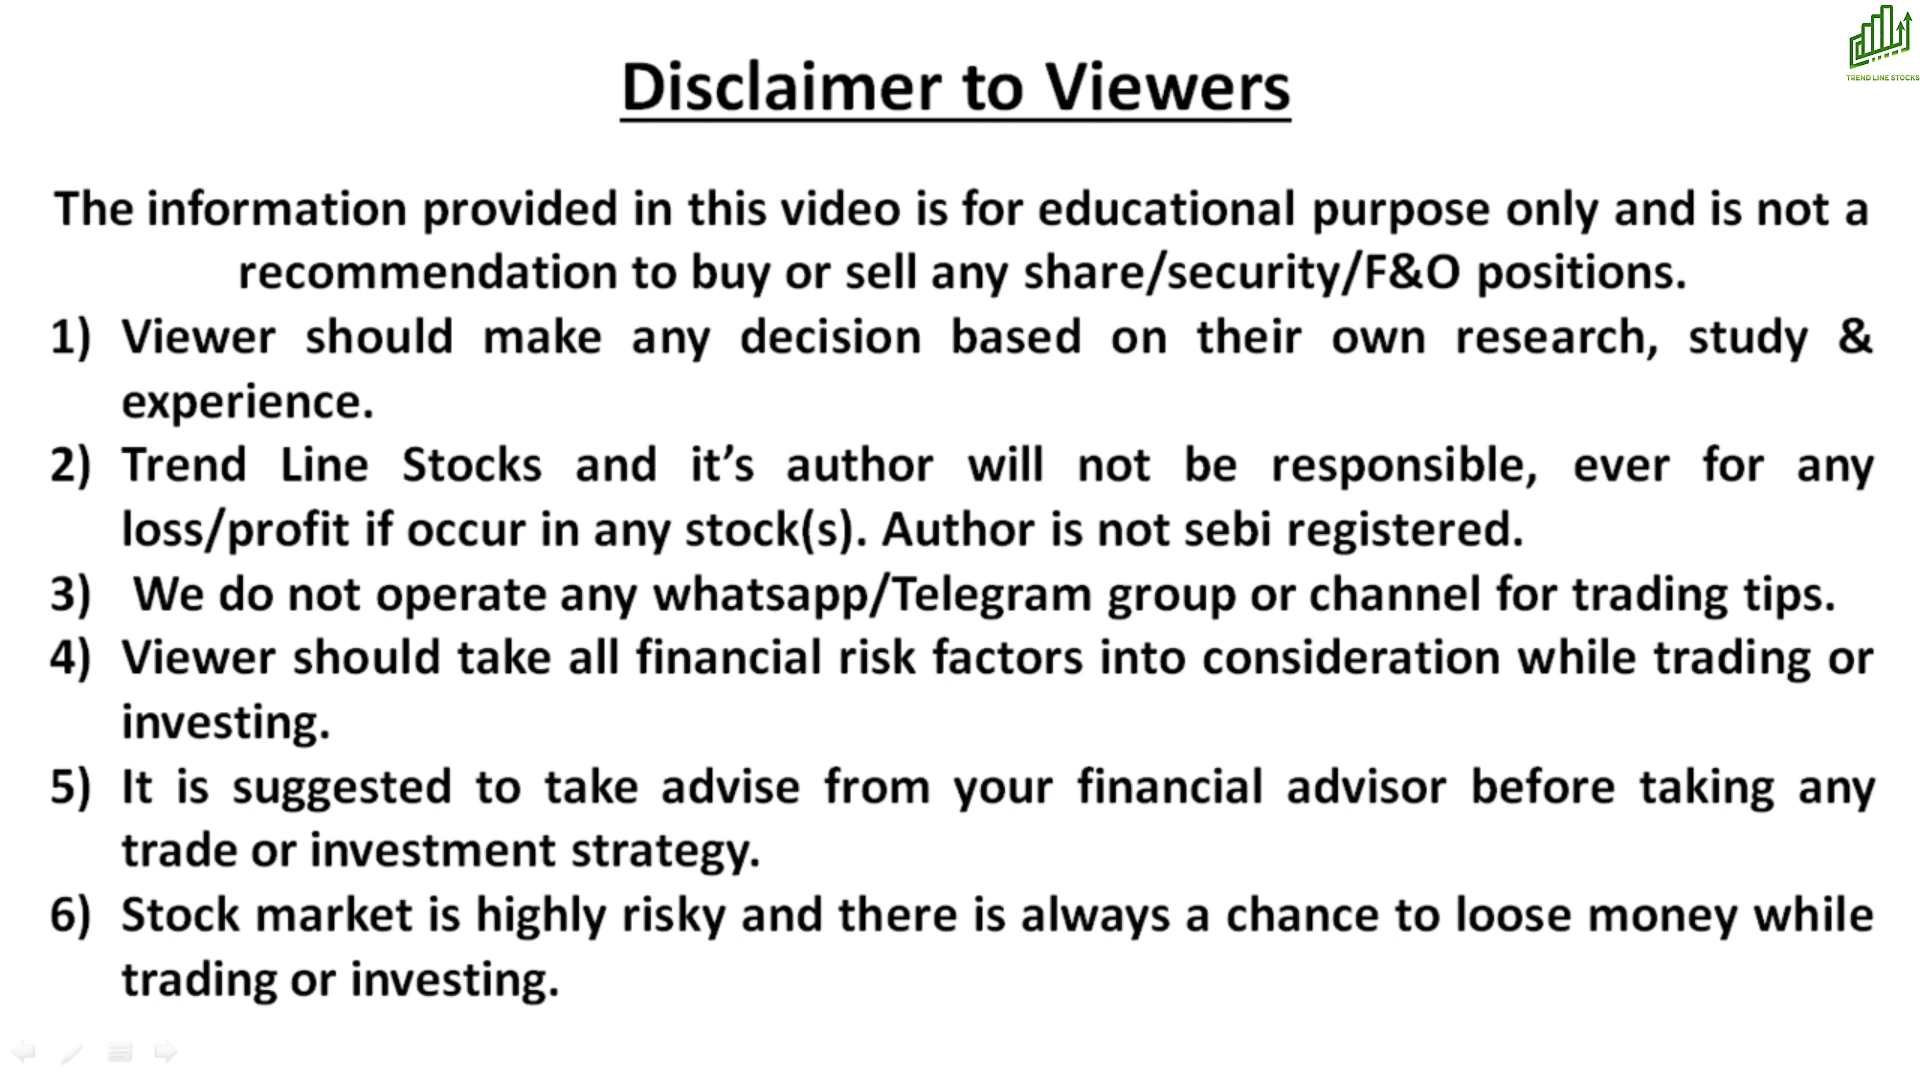 TREND LINE STOCKS
Disclaimer to Viewers
The information provided in this video is for educational purpose only and is not a
recommendation to buy or sell any share/security/F&O positions.
1) Viewer should make any decision based on their own research, study &
experience.
2) Trend Line Stocks and it’s author will not be responsible, ever for any
loss/profit if occur in any stock(s). Author is not sebi registered.
3) We do not operate any whatsapp/Telegram group or channel for trading tips.
4) Viewer should take all financial risk factors into consideration while trading or
investing.
5) It is suggested to take advise from your financial advisor before taking any
trade or investment strategy.
6) Stock market is highly risky and there is always a chance to loose money while
trading or investing.